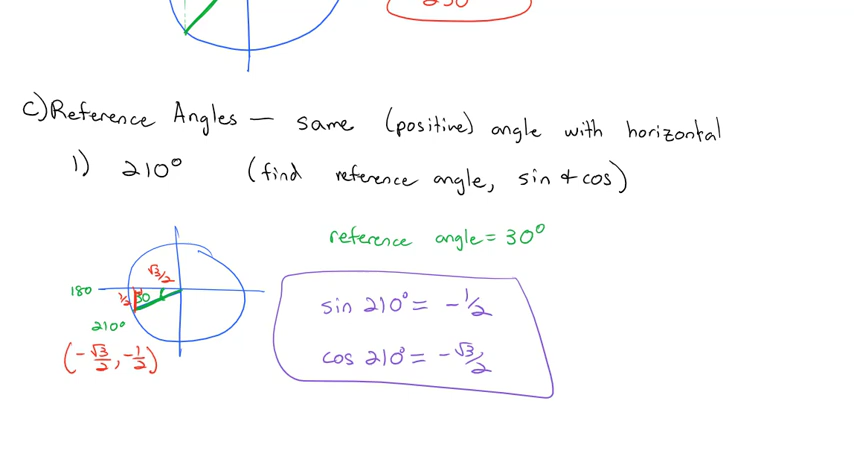 230
C) Reference Angles — same (positive) angle with horizontal
1) 210° (find reference angle, sin & cos)
reference angle = 30°
√3/2
180
1/2
30
210°
(-√3/2, -1/2)
sin 210° = -1/2
cos 210° = -√3/2